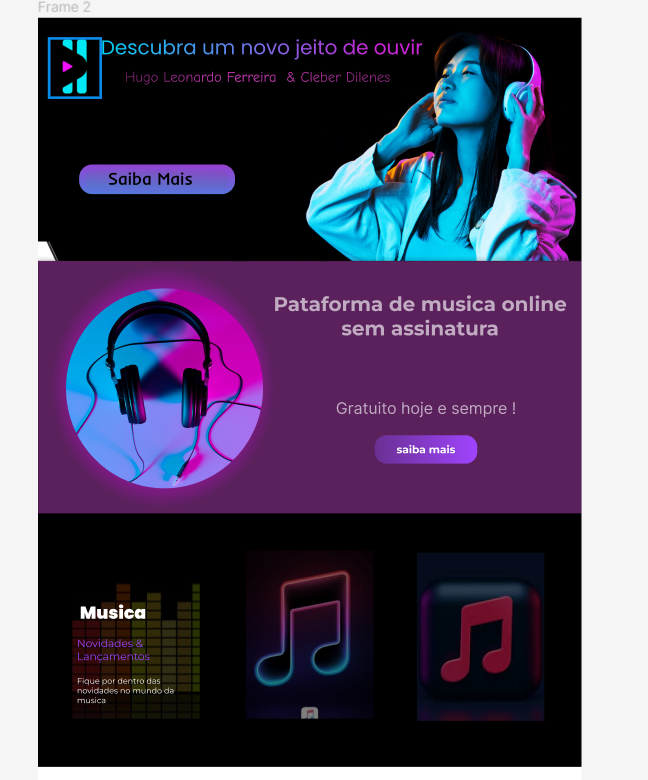 Frame 2
Descubra um novo jeito de ouvir
Hugo Leonardo Ferreira & Cleber Dilenes
Saiba Mais
Pataforma de musica online
sem assinatura
Gratuito hoje e sempre !
saiba mais
Musica
Novidades &
Lançamentos
Fique por dentro das
novidades no mundo da
musica